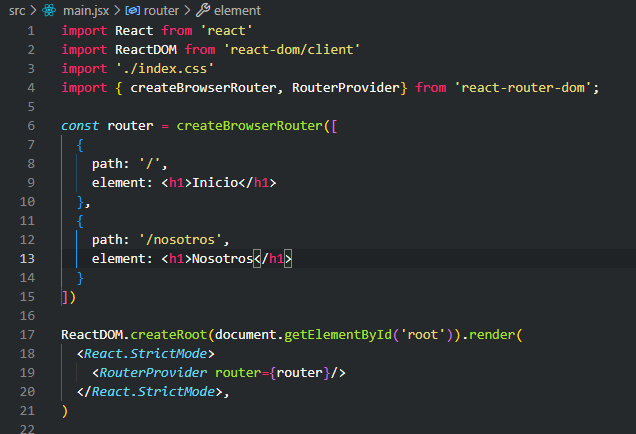 src > main.jsx > router > element
1 import React from 'react'
2 import ReactDOM from 'react-dom/client'
3 import './index.css'
4 import { createBrowserRouter, RouterProvider} from 'react-router-dom';
5
6 const router = createBrowserRouter([
7   {
8     path: '/',
9     element: <h1>Inicio</h1>
10   },
11   {
12     path: '/nosotros',
13     element: <h1>Nosotros</h1>
14   }
15 ])
16
17 ReactDOM.createRoot(document.getElementById('root')).render(
18   <React.StrictMode>
19     <RouterProvider router={router}/>
20   </React.StrictMode>,
21 )
22